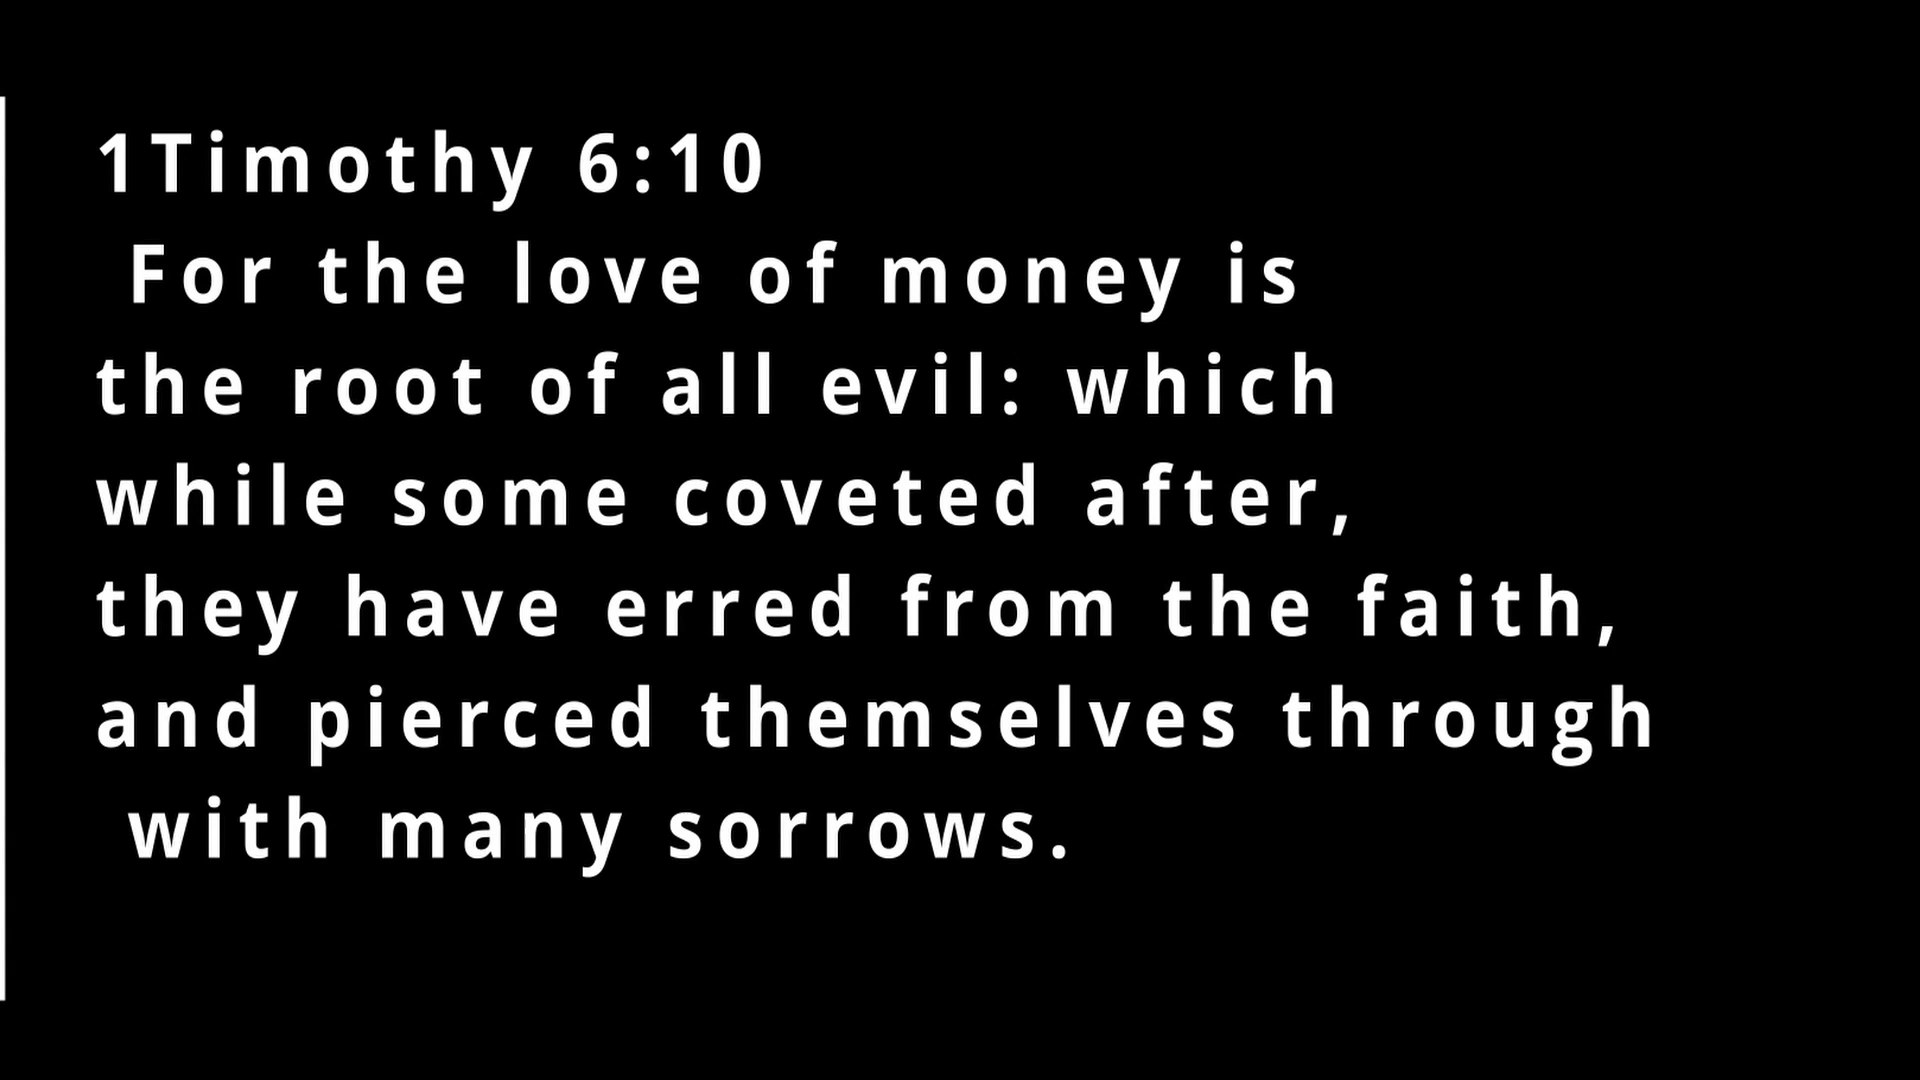 1Timothy 6:10
For the love of money is
the root of all evil: which
while some coveted after,
they have erred from the faith,
and pierced themselves through
with many sorrows.